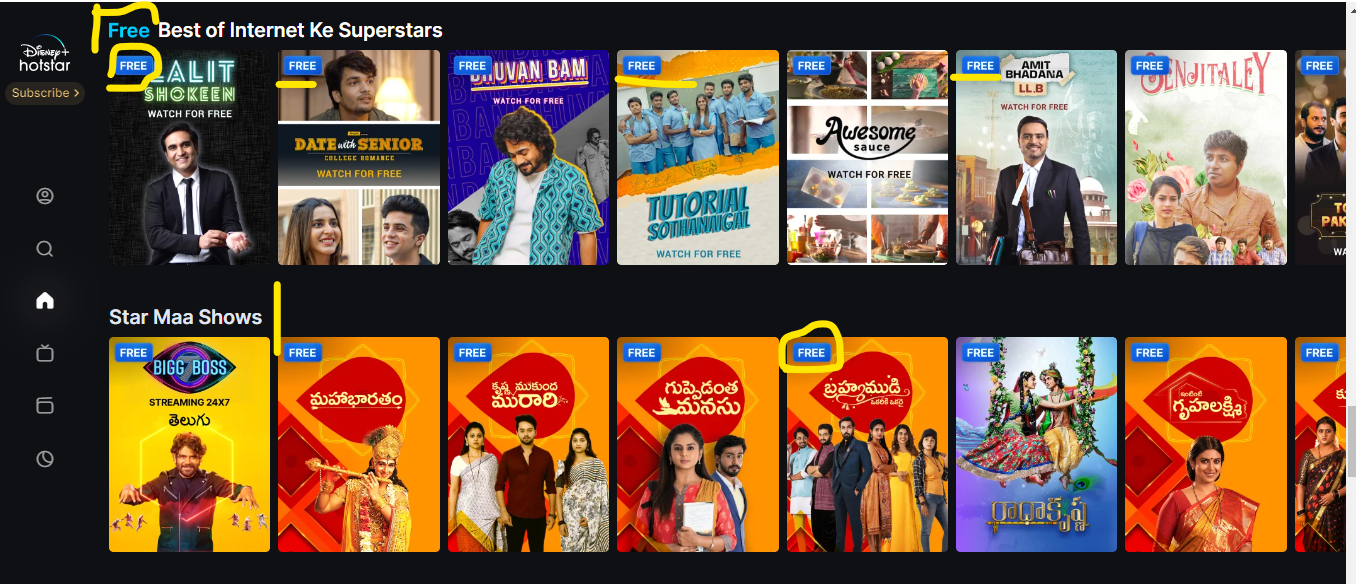 Free Best of Internet Ke Superstars
Disney+
hotstar
Subscribe >
FREE
LALIT
SHOKEEN
WATCH FOR FREE
FREE
DATE with SENIOR
COLLEGE ROMANCE
WATCH FOR FREE
FREE
BHUVAN BAM
WATCH FOR FREE
FREE
TUTORIAL
SOTHANAIGAL
WATCH FOR FREE
FREE
Awesome
sauce
WATCH FOR FREE
FREE
AMIT
BHADANA
LL.B
WATCH FOR FREE
FREE
SENJITALEY
FREE
Star Maa Shows
FREE
BIGG BOSS
7
STREAMING 24X7
తెలుగు
FREE
మహాభారతం
FREE
కృష్ణ ముకుంద
మురారి
FREE
గుప్పెడంత
మనసు
FREE
బ్రహ్మముడి
ఒకరికి ఒకరై
FREE
రాధాకృష్ణ
FREE
ఇంటింటి
గృహలక్ష్మి
FREE